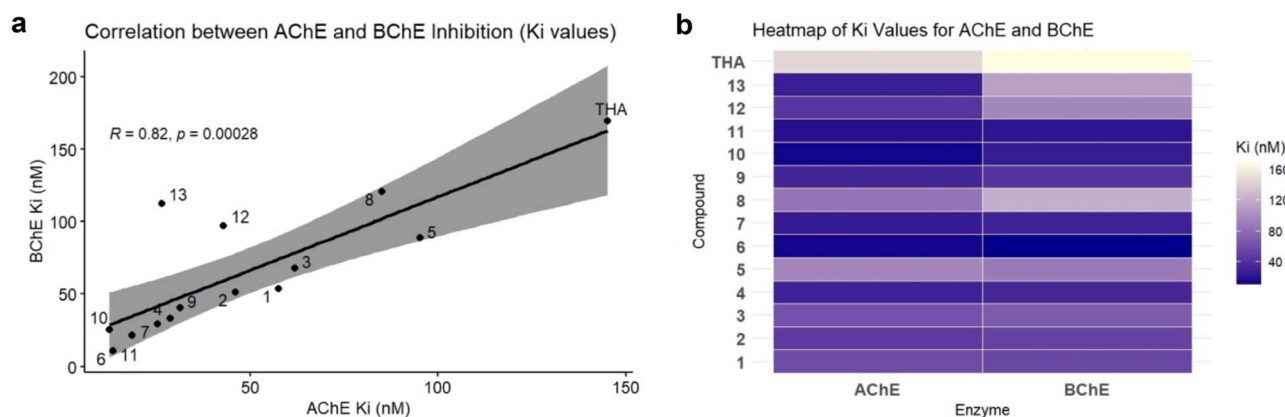 a
Correlation between AChE and BChE Inhibition (Ki values)
BChE Ki (nM)
200
150
100
50
0
R = 0.82, p = 0.00028
THA
13
12
8
5
3
1
2
9
4
7
10
11
6
50
100
150
AChE Ki (nM)
b
Heatmap of Ki Values for AChE and BChE
Compound
THA
13
12
11
10
9
8
7
6
5
4
3
2
1
AChE
BChE
Enzyme
Ki (nM)
160
120
80
40